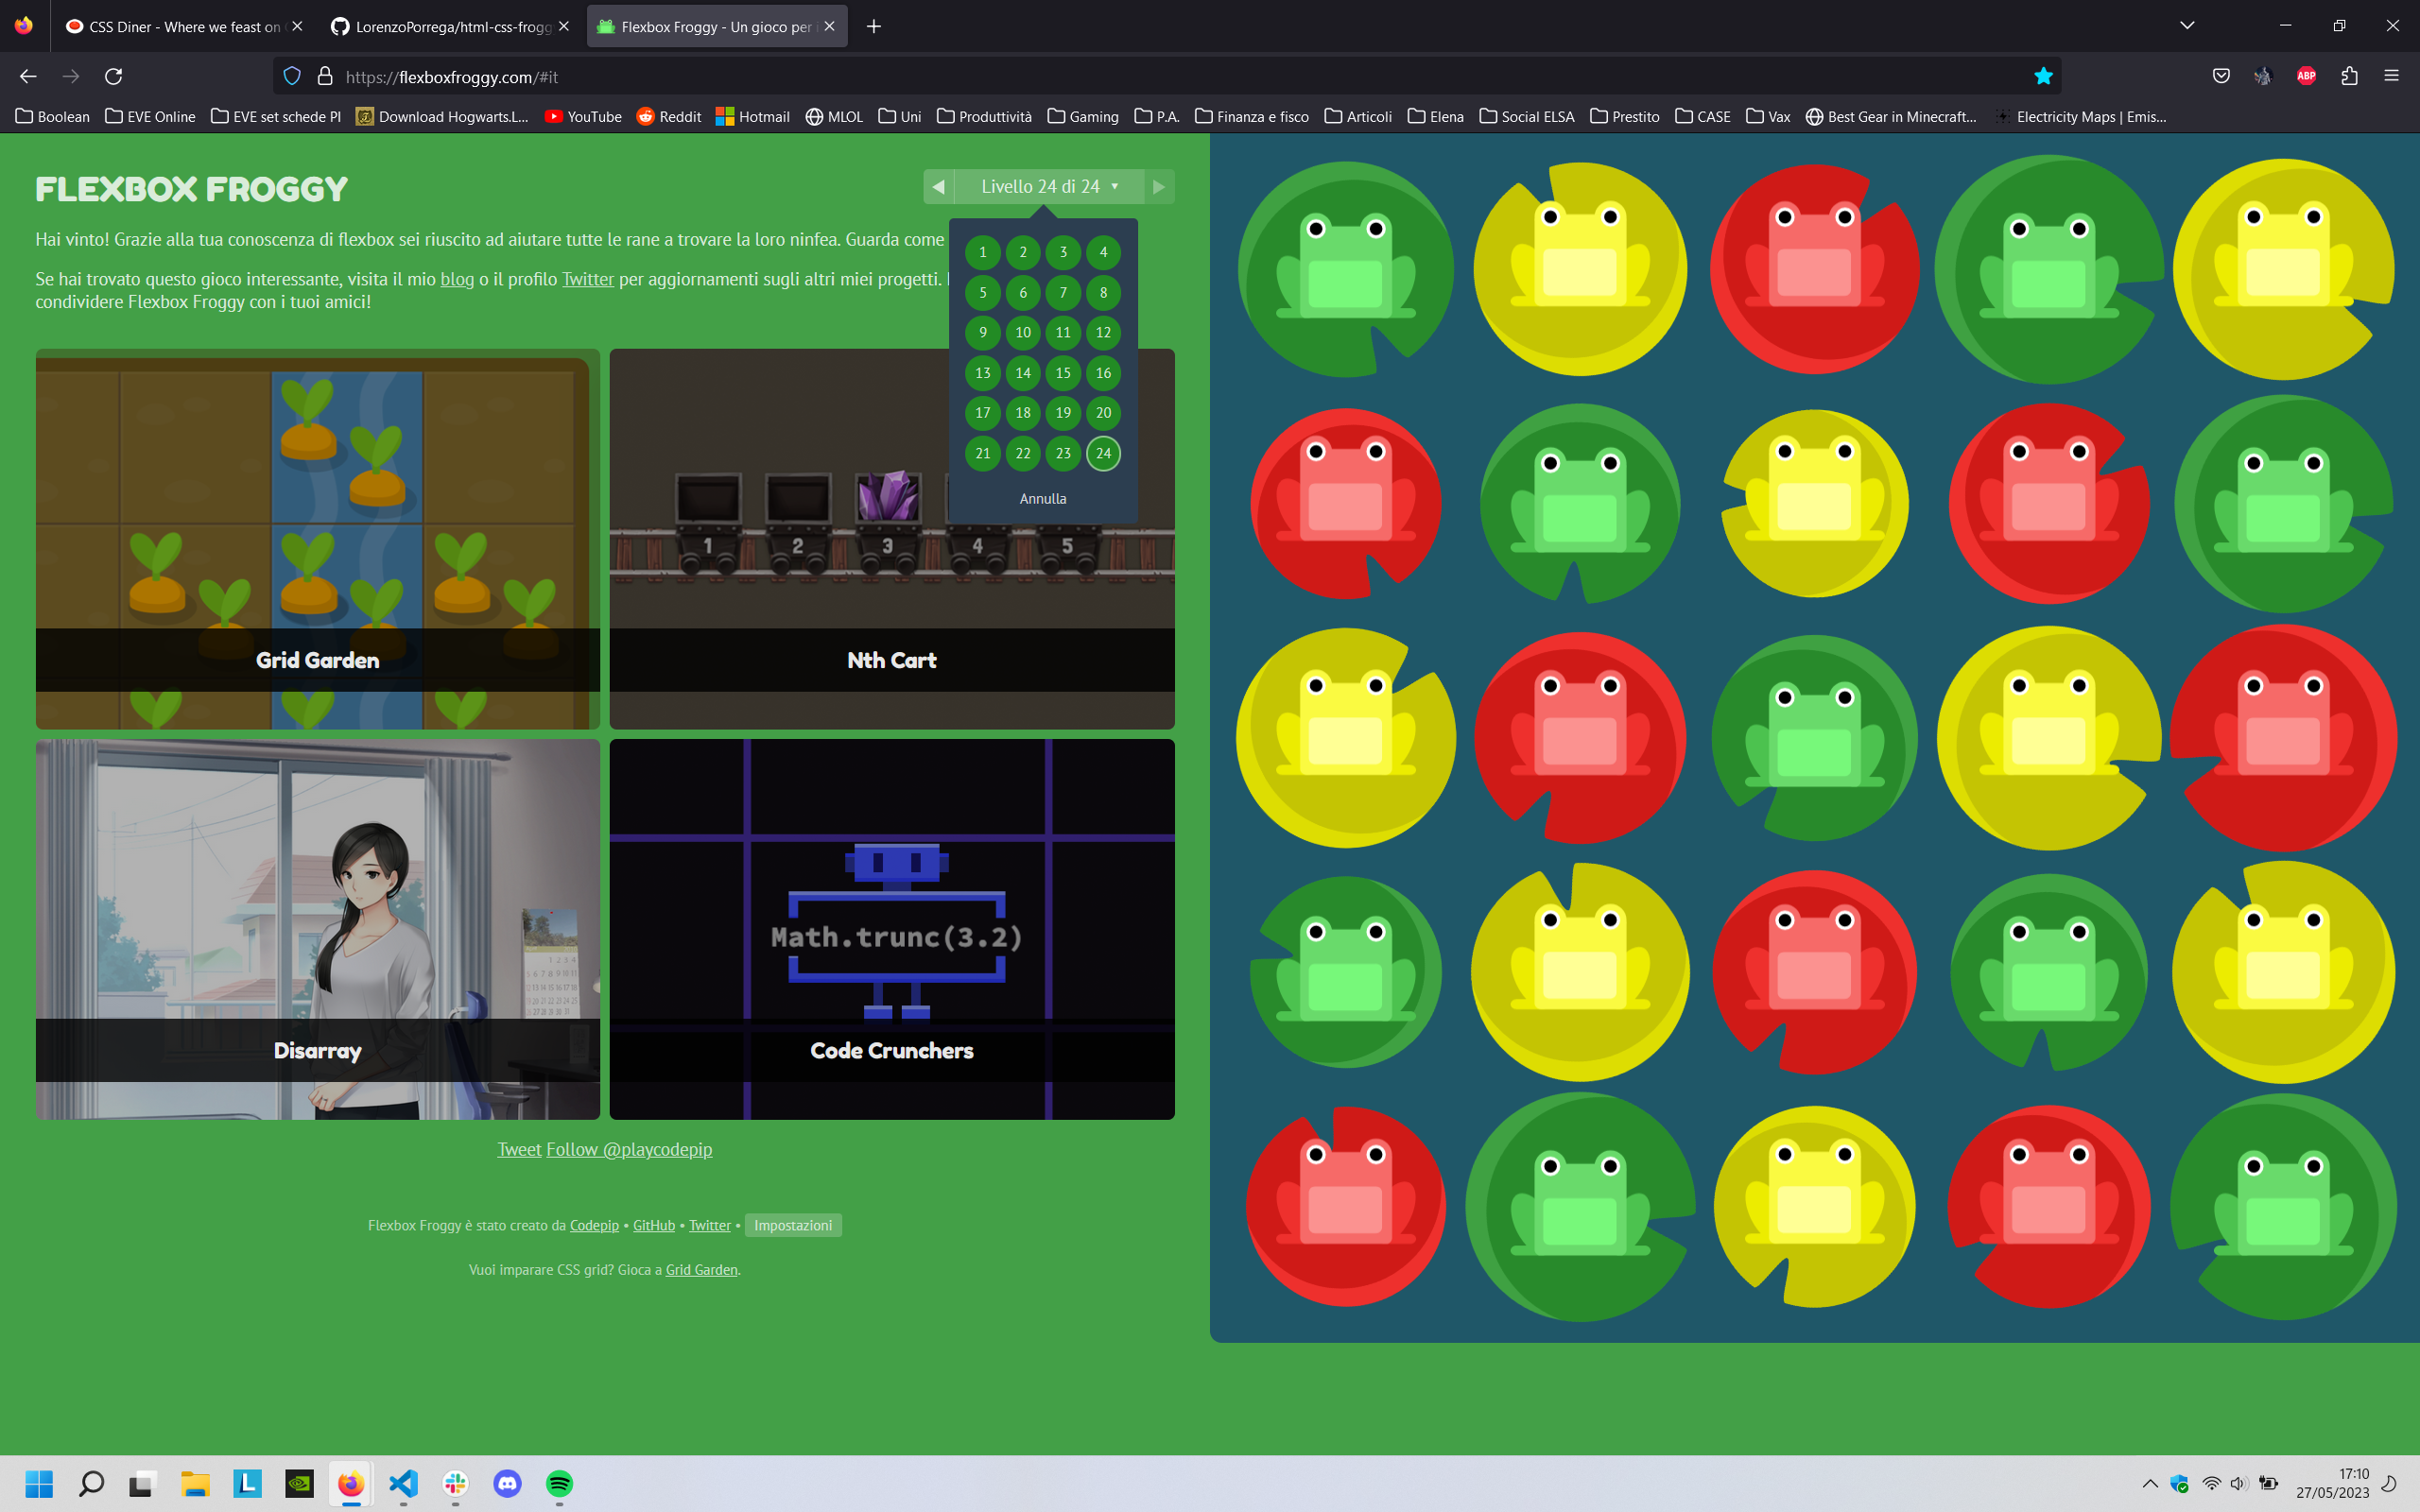 CSS Diner - Where we feast on
LorenzoPorrega/html-css-frogg
Flexbox Froggy - Un gioco per i
https://flexboxfroggy.com/#it
ABP
Boolean EVE Online EVE set schede PI Download Hogwarts.L... YouTube Reddit Hotmail MLOL Uni Produttività Gaming P.A. Finanza e fisco Articoli Elena Social ELSA Prestito CASE Vax Best Gear in Minecraft... Electricity Maps | Emis...
FLEXBOX FROGGY
Livello 24 di 24
Hai vinto! Grazie alla tua conoscenza di flexbox sei riuscito ad aiutare tutte le rane a trovare la loro ninfea. Guarda come
Se hai trovato questo gioco interessante, visita il mio blog o il profilo Twitter per aggiornamenti sugli altri miei progetti.
condividere Flexbox Froggy con i tuoi amici!
1 2 3 4
5 6 7 8
9 10 11 12
13 14 15 16
17 18 19 20
21 22 23 24
Annulla
1 2 3 4 5
Grid Garden
Nth Cart
Math.trunc(3.2)
Disarray
Code Crunchers
Tweet Follow @playcodepip
Flexbox Froggy è stato creato da Codepip • GitHub • Twitter • Impostazioni
Vuoi imparare CSS grid? Gioca a Grid Garden.
L
17:10
27/05/2023